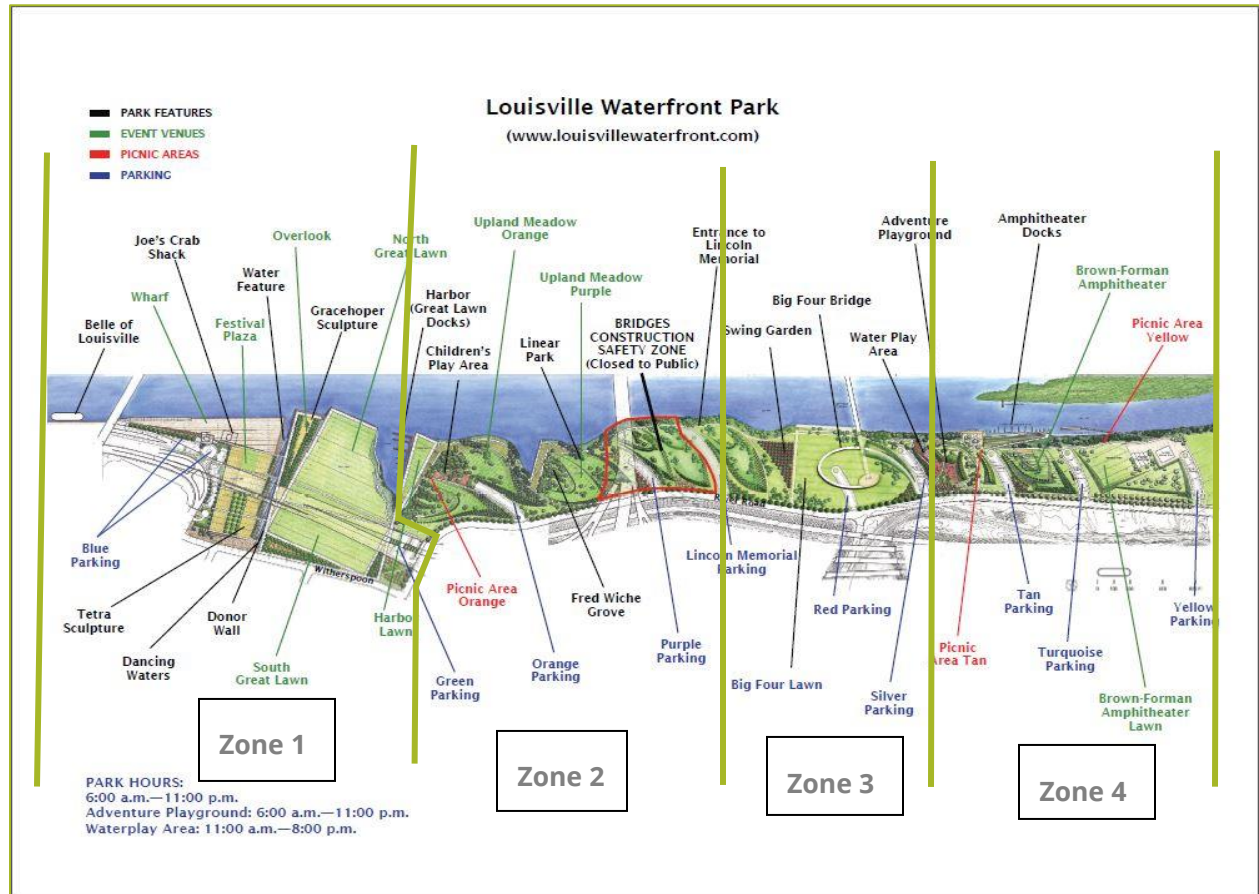 Louisville Waterfront Park
(www.louisvillewaterfront.com)
PARK FEATURES
EVENT VENUES
PICNIC AREAS
PARKING
Belle of
Louisville
Wharf
Joe's Crab
Shack
Festival
Plaza
Water
Feature
Overlook
Gracehoper
Sculpture
North
Great Lawn
Harbor
(Great Lawn
Docks)
Children's
Play Area
Upland Meadow
Orange
Linear
Park
Upland Meadow
Purple
BRIDGES
CONSTRUCTION
SAFETY ZONE
(Closed to Public)
Entrance to
Lincoln
Memorial
Swing Garden
Big Four Bridge
Water Play
Area
Adventure
Playground
Amphitheater
Docks
Brown-Forman
Amphitheater
Picnic Area
Yellow
River Road
Witherspoon
Blue
Parking
Tetra
Sculpture
Dancing
Waters
Donor
Wall
South
Great Lawn
Harbor
Lawn
Green
Parking
Picnic Area
Orange
Orange
Parking
Fred Wiche
Grove
Purple
Parking
Lincoln Memorial
Parking
Big Four Lawn
Red Parking
Silver
Parking
Picnic
Area Tan
Tan
Parking
Turquoise
Parking
Brown-Forman
Amphitheater
Lawn
Yellow
Parking
Zone 1
Zone 2
Zone 3
Zone 4
PARK HOURS:
6:00 a.m.—11:00 p.m.
Adventure Playground: 6:00 a.m.—11:00 p.m.
Waterplay Area: 11:00 a.m.—8:00 p.m.